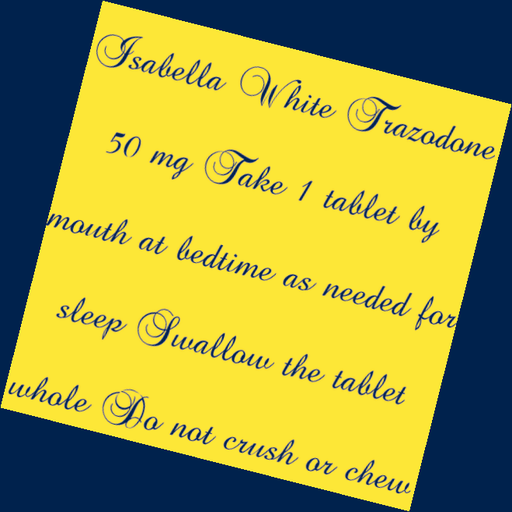 Isabella White Trazodone
50 mg Take 1 tablet by
mouth at bedtime as needed for
sleep Swallow the tablet
whole Do not crush or chew